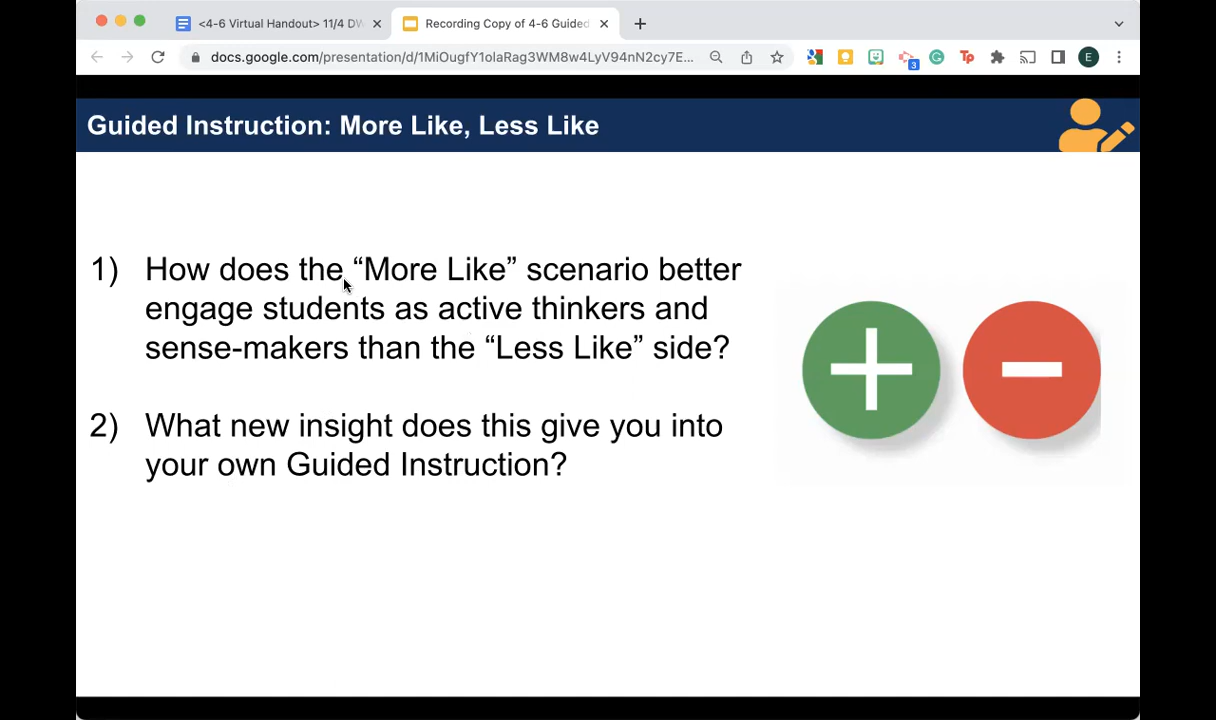 <4-6 Virtual Handout> 11/4 DW
Recording Copy of 4-6 Guided
docs.google.com/presentation/d/1MiOugfY1olaRag3WM8w4LyV94nN2cy7E...
3
Tp
E
Guided Instruction: More Like, Less Like
1) How does the “More Like” scenario better
engage students as active thinkers and
sense-makers than the “Less Like” side?
2) What new insight does this give you into
your own Guided Instruction?